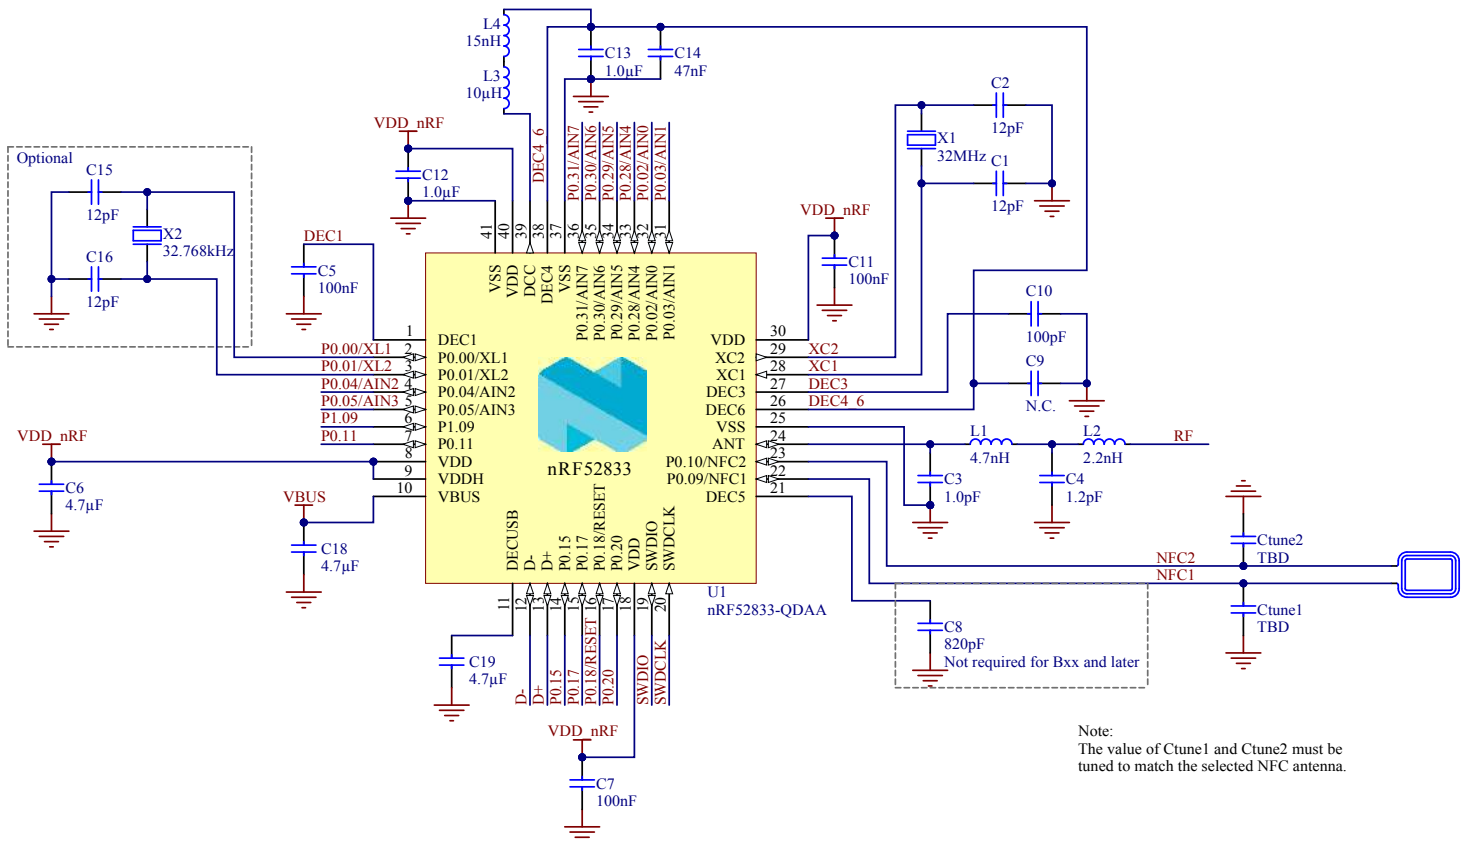 L4
15nH
L3
10µH
C13
1.0µF
C14
47nF
VDD_nRF
C12
1.0µF
DEC4_6
P0.31/AIN7
P0.30/AIN6
P0.29/AIN5
P0.28/AIN4
P0.02/AIN0
P0.03/AIN1
C2
12pF
X1
32MHz
C1
12pF
Optional
C15
12pF
X2
32.768kHz
C16
12pF
DEC1
C5
100nF
VDD_nRF
C11
100nF
C10
100pF
C9
N.C.
41
40
39
38
37
36
35
34
33
32
31
VSS
VDD
DCC
DEC4
VSS
P0.31/AIN7
P0.30/AIN6
P0.29/AIN5
P0.28/AIN4
P0.02/AIN0
P0.03/AIN1
1
DEC1
P0.00/XL1
2
P0.00/XL1
P0.01/XL2
3
P0.01/XL2
P0.04/AIN2
4
P0.04/AIN2
P0.05/AIN3
5
P0.05/AIN3
P1.09
6
P1.09
P0.11
7
P0.11
8
VDD
9
VDDH
10
VBUS
VDD
30
XC2
29
XC2
XC1
28
XC1
DEC3
27
DEC3
DEC6
26
DEC4_6
VSS
25
ANT
24
P0.10/NFC2
23
P0.09/NFC1
22
DEC5
21
nRF52833
VDD_nRF
C6
4.7µF
VBUS
C18
4.7µF
L1
4.7nH
L2
2.2nH
RF
C3
1.0pF
C4
1.2pF
DECUSB
D-
D+
P0.15
P0.17
P0.18/RESET
P0.20
VDD
SWDIO
SWDCLK
11
12
13
14
15
16
17
18
19
20
U1
nRF52833-QDAA
Ctune2
TBD
NFC2
NFC1
Ctune1
TBD
C8
820pF
Not required for Bxx and later
C19
4.7µF
D-
D+
P0.15
P0.17
P0.18/RESET
P0.20
SWDIO
SWDCLK
VDD_nRF
C7
100nF
Note:
The value of Ctune1 and Ctune2 must be
tuned to match the selected NFC antenna.